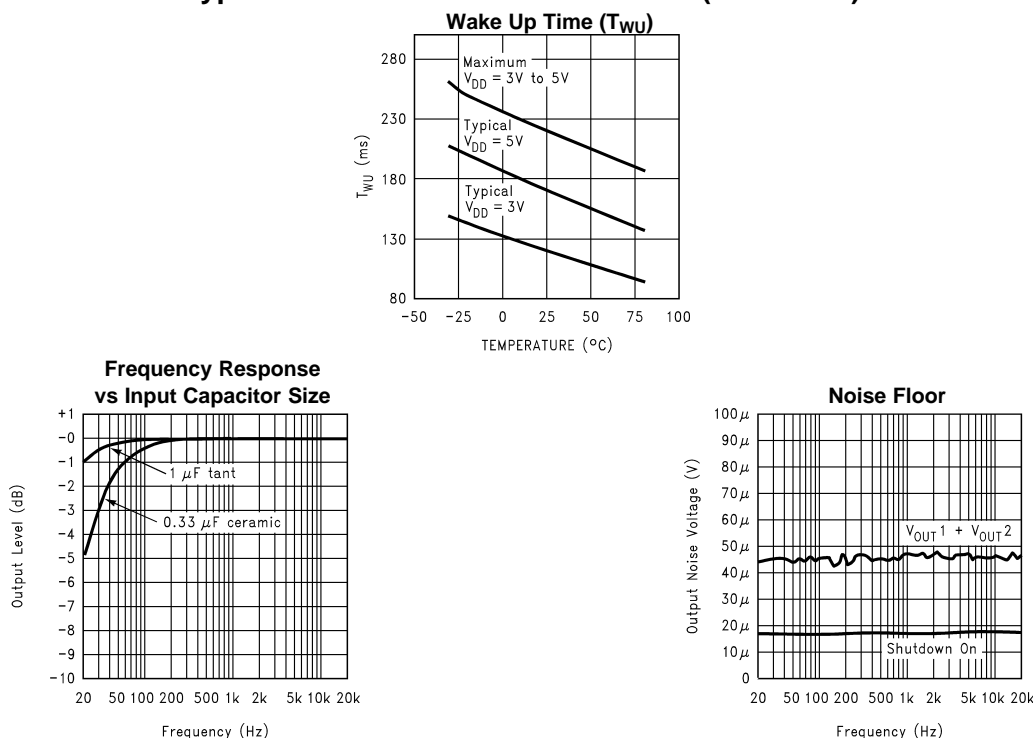 Wake Up Time (TWU)
280
230
180
130
80
TWU (ms)
Maximum
VDD = 3V to 5V
Typical
VDD = 5V
Typical
VDD = 3V
-50 -25 0 25 50 75 100
TEMPERATURE (°C)
Frequency Response
vs Input Capacitor Size
+1
-0
-1
-2
-3
-4
-5
-6
-7
-8
-9
-10
Output Level (dB)
1 μF tant
0.33 μF ceramic
20 50 100 200 500 1k 2k 5k 10k 20k
Frequency (Hz)
Noise Floor
100μ
90μ
80μ
70μ
60μ
50μ
40μ
30μ
20μ
10μ
0
Output Noise Voltage (V)
VOUT1 + VOUT2
Shutdown On
20 50 100 200 500 1k 2k 5k 10k 20k
Frequency (Hz)